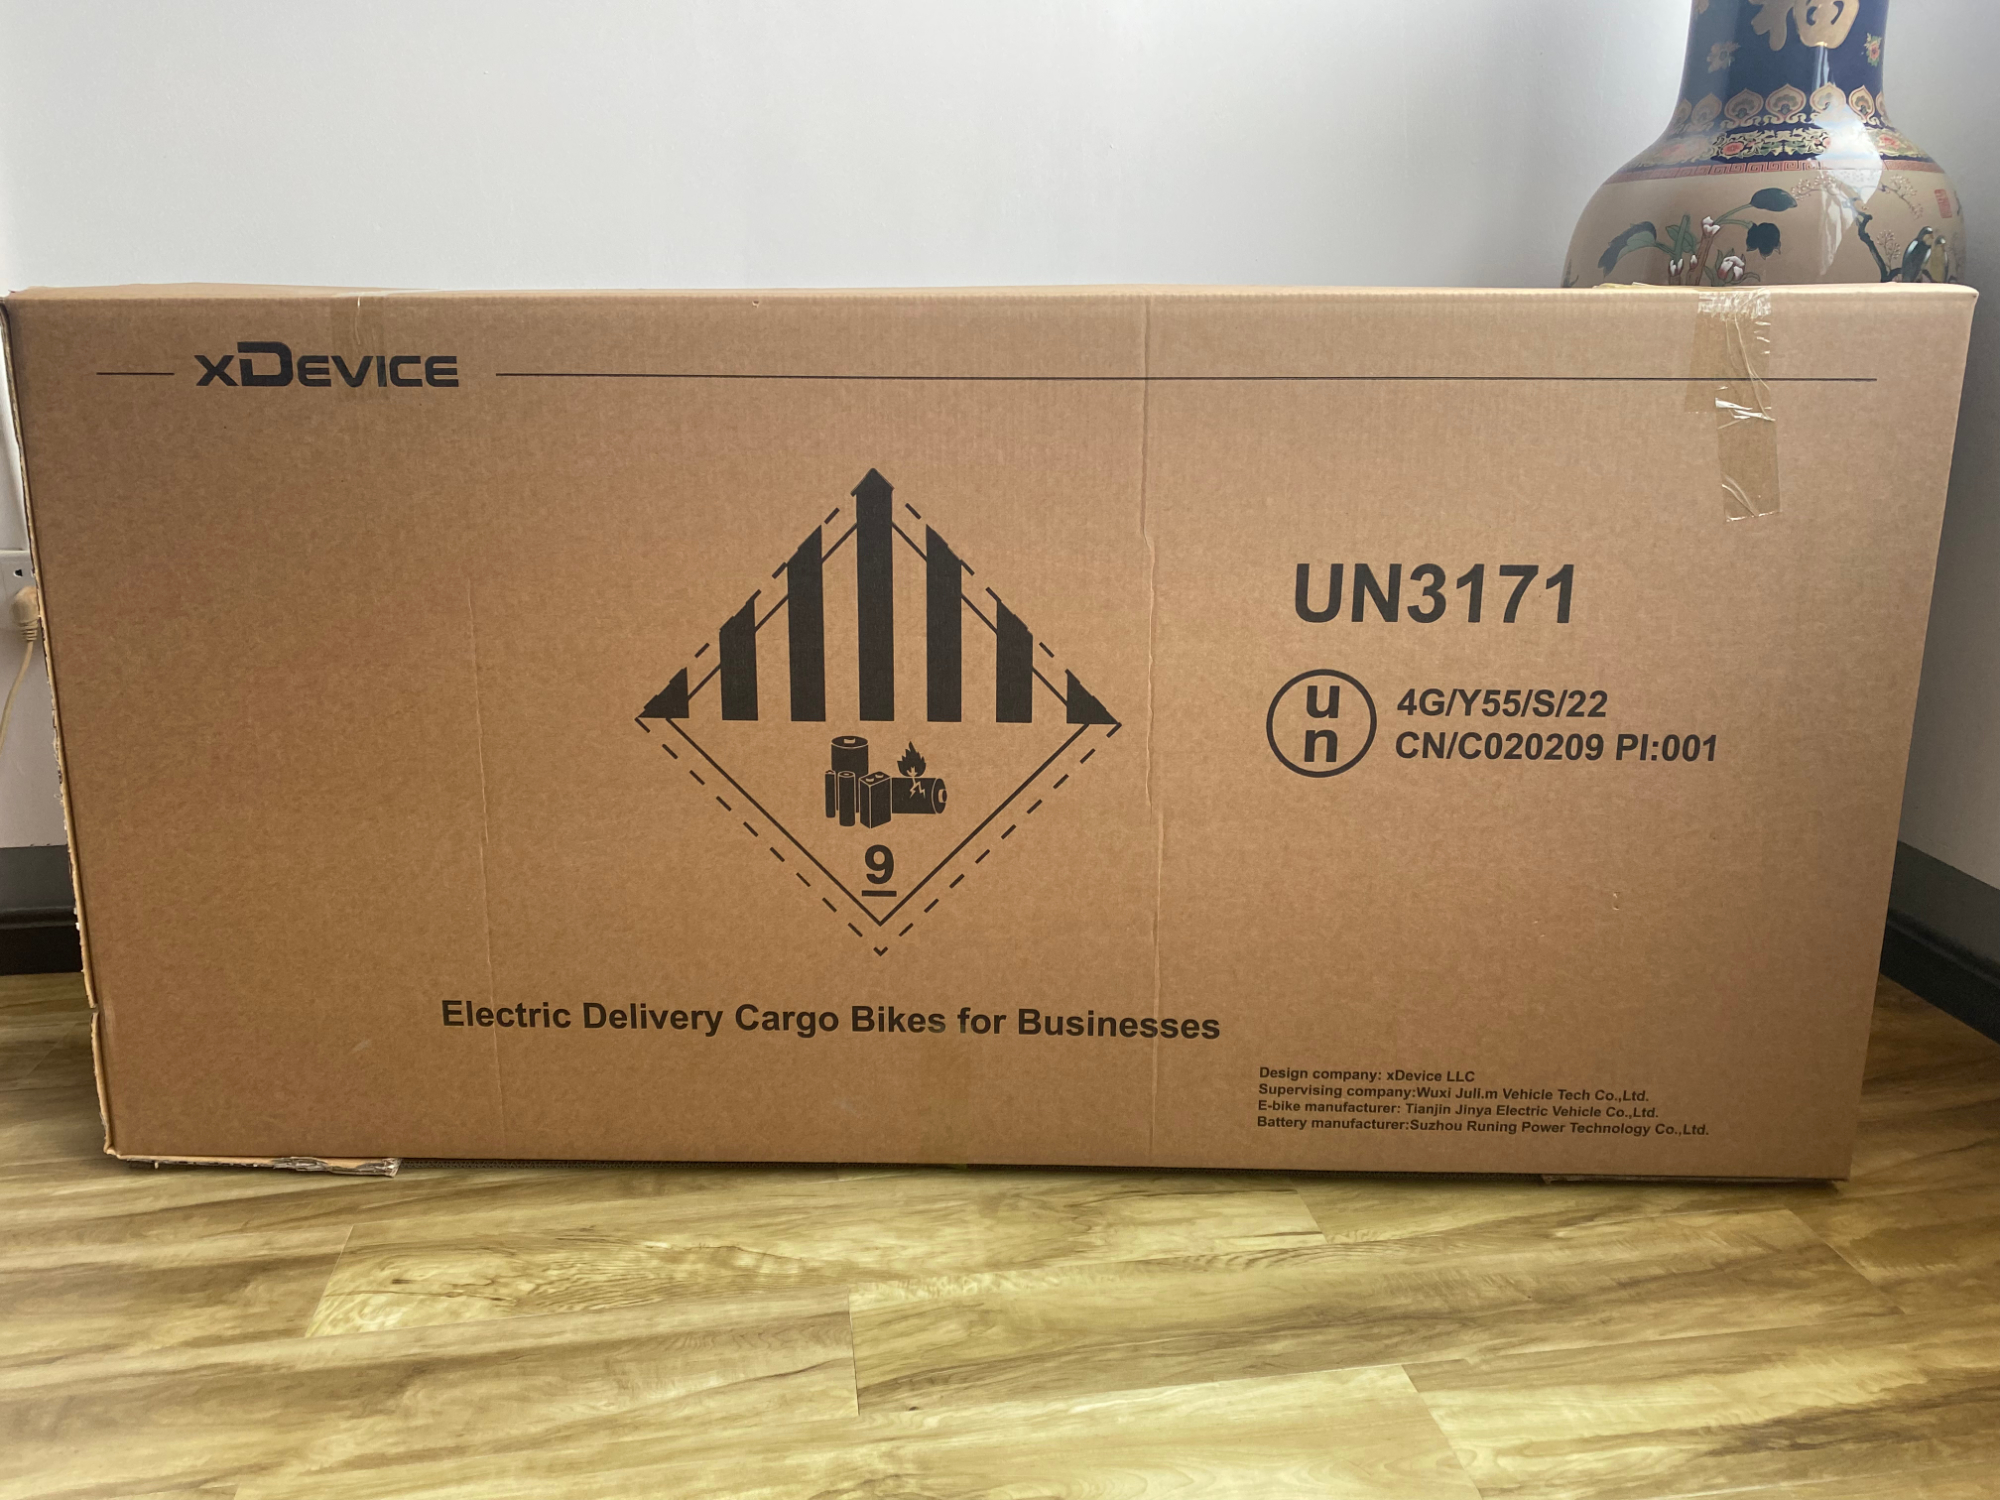 福
xDEVICE
UN3171
un
4G/Y55/S/22
CN/C020209 PI:001
9
Electric Delivery Cargo Bikes for Businesses
Design company: xDevice LLC
Supervising company:Wuxi Juli.m Vehicle Tech Co.,Ltd.
E-bike manufacturer: Tianjin Jinya Electric Vehicle Co.,Ltd.
Battery manufacturer:Suzhou Runing Power Technology Co.,Ltd.